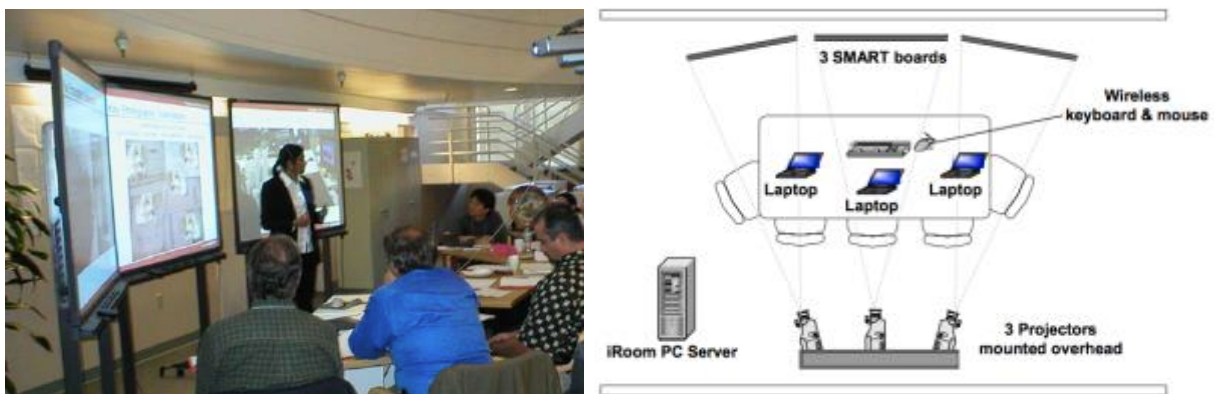 3 SMART boards
Wireless
keyboard & mouse
Laptop
Laptop
Laptop
iRoom PC Server
3 Projectors
mounted overhead